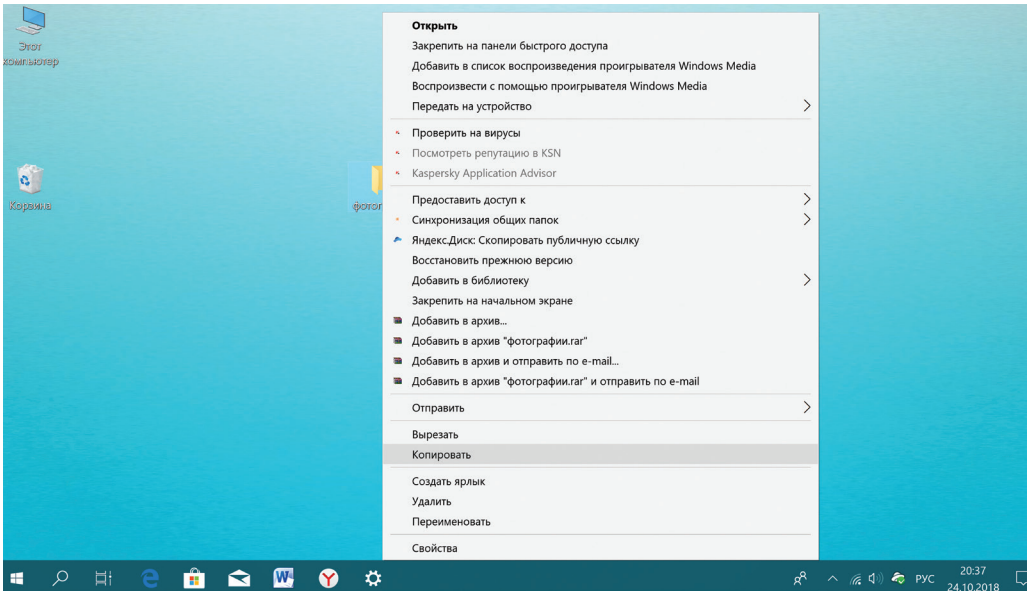 Этот
компьютер
Корзина
Открыть
Закрепить на панели быстрого доступа
Добавить в список воспроизведения проигрывателя Windows Media
Воспроизвести с помощью проигрывателя Windows Media
Передать на устройство
Проверить на вирусы
Посмотреть репутацию в KSN
Kaspersky Application Advisor
Предоставить доступ к
Синхронизация общих папок
Яндекс.Диск: Скопировать публичную ссылку
Восстановить прежнюю версию
Добавить в библиотеку
Закрепить на начальном экране
Добавить в архив...
Добавить в архив "фотографии.rar"
Добавить в архив и отправить по e-mail...
Добавить в архив "фотографии.rar" и отправить по e-mail
Отправить
Вырезать
Копировать
Создать ярлык
Удалить
Переименовать
Свойства
РУС
20:37
24.10.2018